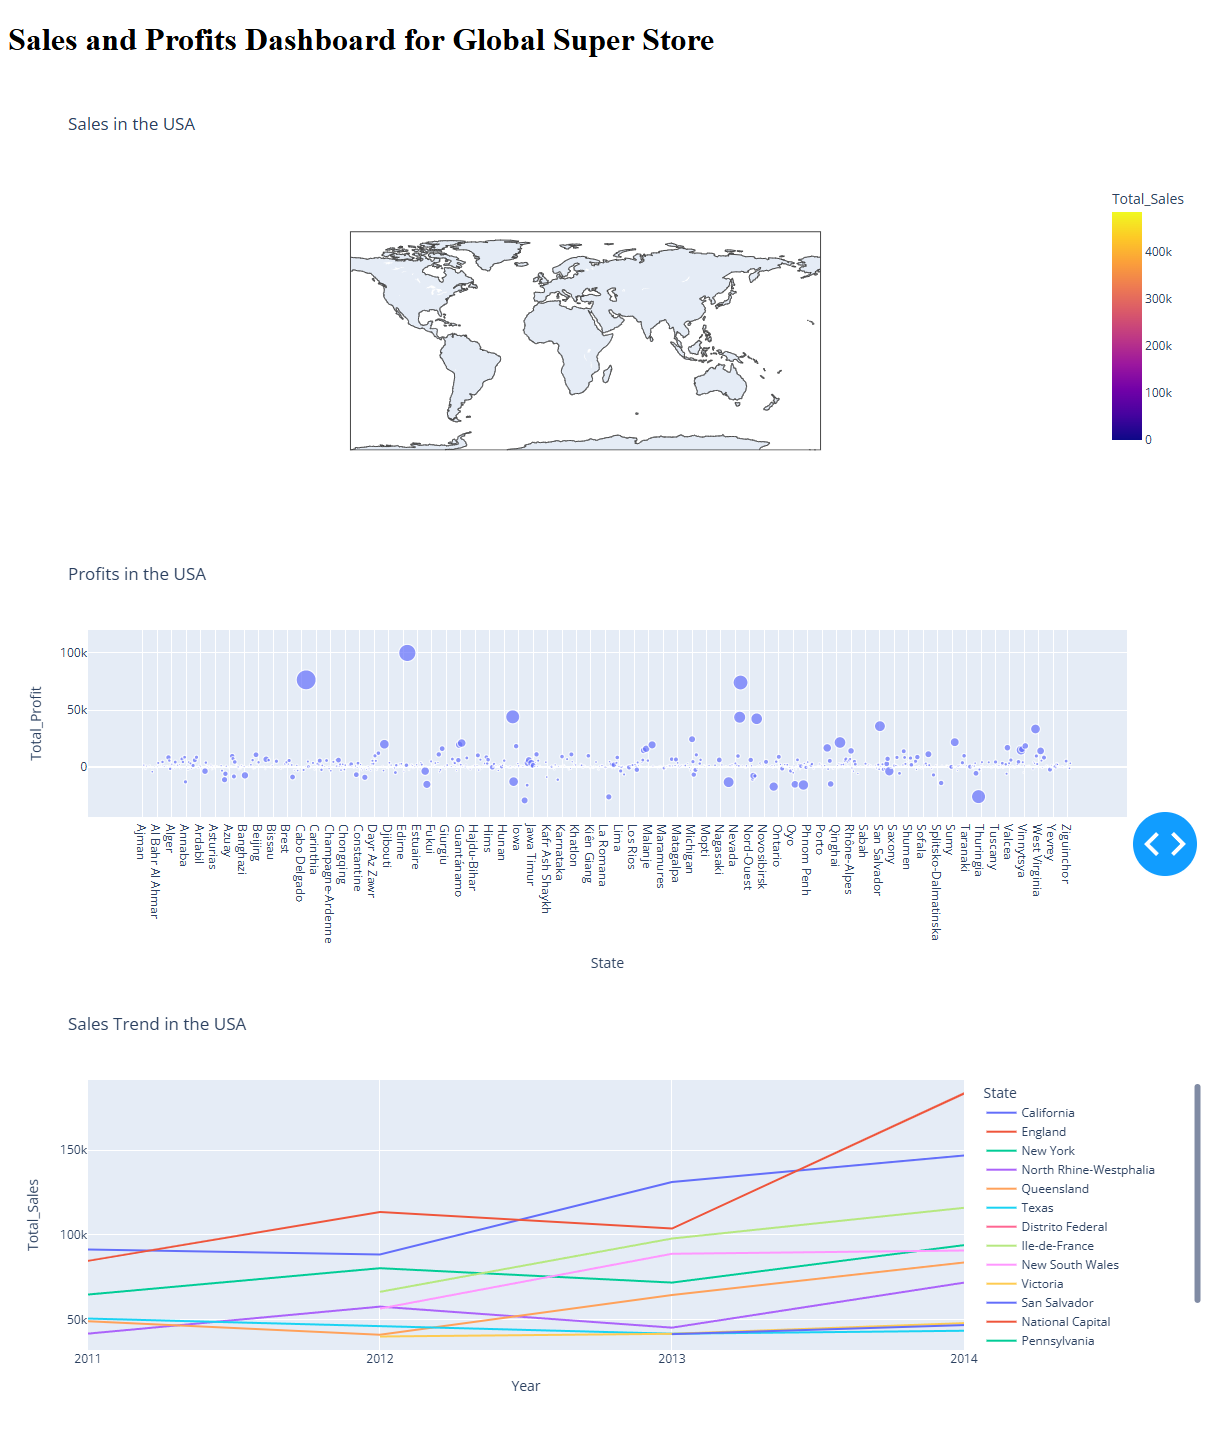 Sales and Profits Dashboard for Global Super Store
Sales in the USA
Total_Sales
400k
300k
200k
100k
0
Profits in the USA
Total_Profit
100k
50k
0
Ajman
Al Bahr Al Ahmar
Alger
Annaba
Ardabil
Asturias
Azuay
Banghazi
Beijing
Bissau
Brest
Cabo Delgado
Carinthia
Champagne-Ardenne
Chongqing
Constantine
Dayr Az Zawr
Djibouti
Edirne
Estuaire
Fukui
Giurgiu
Guantánamo
Hajdu-Bihar
Hims
Hunan
Iowa
Jawa Timur
Kafr Ash Shaykh
Karnataka
Khatlon
Kiên Giang
La Romana
Lima
Los Rios
Malanje
Maramures
Matagalpa
Michigan
Mopti
Nagasaki
Nevada
Nord-Ouest
Novosibirsk
Ontario
Oyo
Phnom Penh
Porto
Qinghai
Rhône-Alpes
Sabah
San Salvador
Saxony
Shumen
Sofala
Splitsko-Dalmatinska
Sumy
Taranaki
Thuringia
Tuscany
Valcea
Vinnytsya
West Virginia
Yevrey
Ziguinchor
State
Sales Trend in the USA
Total_Sales
150k
100k
50k
2011
2012
2013
2014
Year
State
California
England
New York
North Rhine-Westphalia
Queensland
Texas
Distrito Federal
Ile-de-France
New South Wales
Victoria
San Salvador
National Capital
Pennsylvania